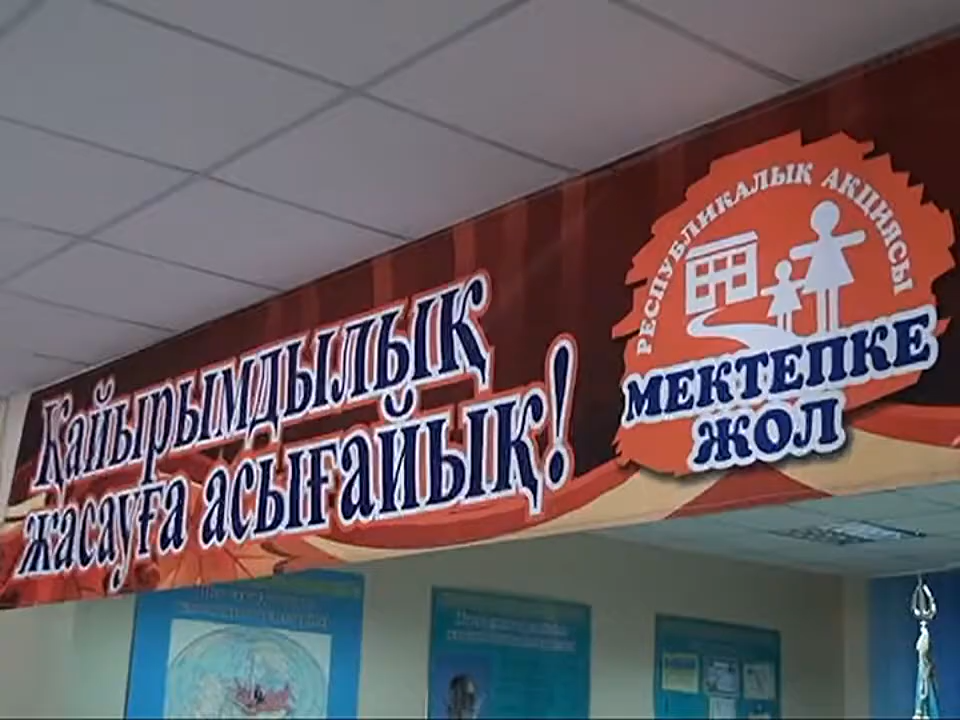 Қайырымдылық
жасауға асығайық!
РЕСПУБЛИКАЛЫҚ АКЦИЯСЫ
МЕКТЕПКЕ
ЖОЛ